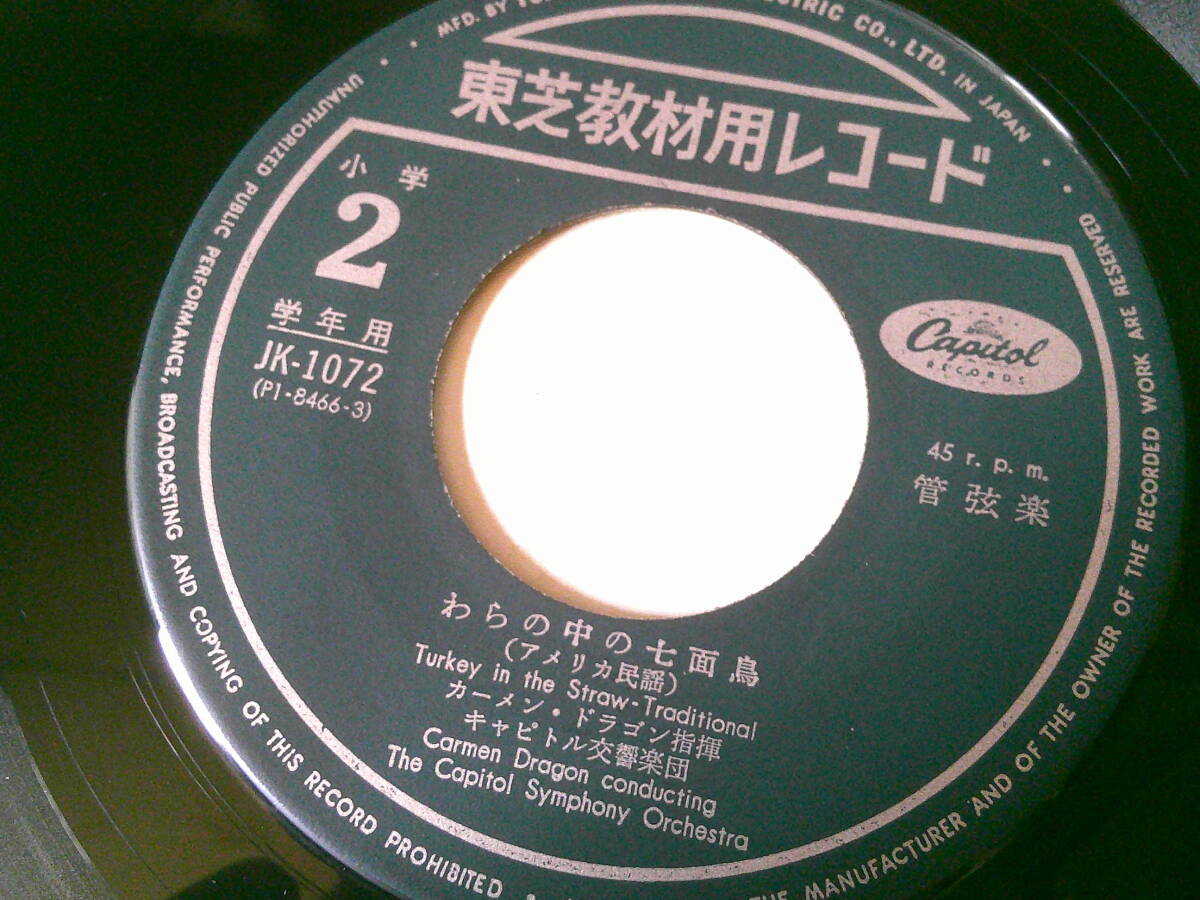 MFD. BY CO., LTD. IN JAPAN
東芝教材用レコード
小学
2
学年用
JK-1072
(P1-8466-3)
Capitol
RECORDS
45 r. p. m.
管弦楽
わらの中の七面鳥
(アメリカ民謡)
Turkey in the Straw-Traditional
カーメン・ドラゴン指揮
キャピトル交響楽団
Carmen Dragon conducting
The Capitol Symphony Orchestra
UNAUTHORIZED PUBLIC PERFORMANCE, BROADCASTING AND COPYING OF THIS RECORD PROHIBITED
THE MANUFACTURER AND OF THE OWNER OF THE RECORDED WORK ARE RESERVED